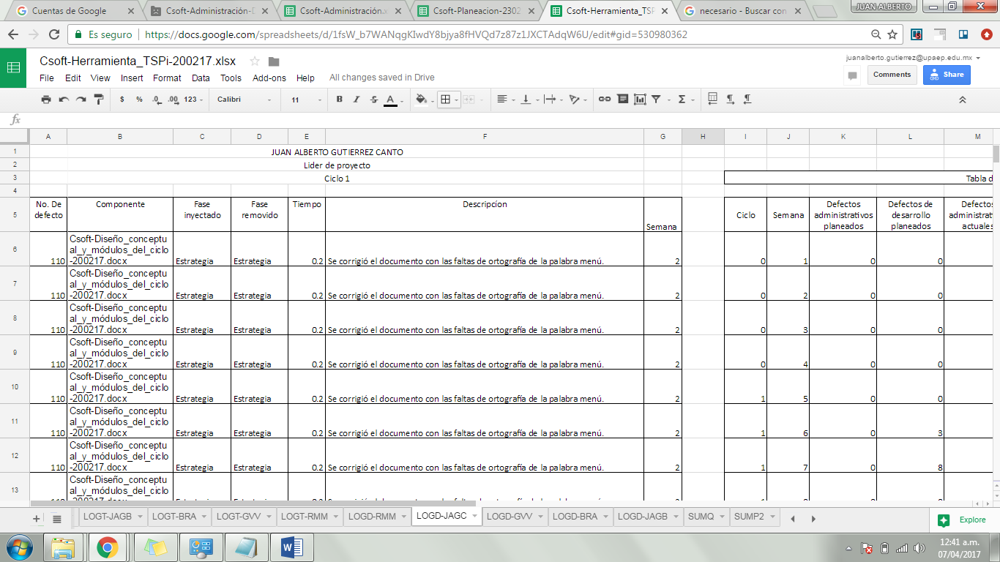 Cuentas de Google
Csoft-Administración-D
Csoft-Administración.x
Csoft-Planeacion-2302
Csoft-Herramienta_TSP
necesario - Buscar con
JUAN ALBERTO
Es seguro
https://docs.google.com/spreadsheets/d/1fsW_b7WANqgKIwdY8bjya8fHVQd7z87z1JXCTAdqW6U/edit#gid=530980362
Csoft-Herramienta_TSPi-200217.xlsx
juanalberto.gutierrez@upaep.edu.mx
File Edit View Insert Format Data Tools Add-ons Help All changes saved in Drive
Comments
Share
$ % .0 .00 123 Calibri 11 B I S A
fx
A B C D E F G H I J K L M
1 JUAN ALBERTO GUTIERREZ CANTO
2 Lider de proyecto
3 Ciclo 1 Tabla d
4
5 No. De defecto Componente Fase inyectado Fase removido Tiempo Descripcíon Semana Ciclo Semana Defectos administrativos planeados Defectos de desarrollo planeados Defectos administrati actuales
6 110 Csoft-Diseño_conceptual_y_módulos_del_ciclo-200217.docx Estrategia Estrategia 0.2 Se corrigió el documento con las faltas de ortografía de la palabra menú. 2 0 1 0 0
7 110 Csoft-Diseño_conceptual_y_módulos_del_ciclo-200217.docx Estrategia Estrategia 0.2 Se corrigió el documento con las faltas de ortografía de la palabra menú. 2 0 2 0 0
8 110 Csoft-Diseño_conceptual_y_módulos_del_ciclo-200217.docx Estrategia Estrategia 0.2 Se corrigió el documento con las faltas de ortografía de la palabra menú. 2 0 3 0 0
9 110 Csoft-Diseño_conceptual_y_módulos_del_ciclo-200217.docx Estrategia Estrategia 0.2 Se corrigió el documento con las faltas de ortografía de la palabra menú. 2 0 4 0 0
10 110 Csoft-Diseño_conceptual_y_módulos_del_ciclo-200217.docx Estrategia Estrategia 0.2 Se corrigió el documento con las faltas de ortografía de la palabra menú. 2 1 5 0 0
11 110 Csoft-Diseño_conceptual_y_módulos_del_ciclo-200217.docx Estrategia Estrategia 0.2 Se corrigió el documento con las faltas de ortografía de la palabra menú. 2 1 6 0 3
12 110 Csoft-Diseño_conceptual_y_módulos_del_ciclo-200217.docx Estrategia Estrategia 0.2 Se corrigió el documento con las faltas de ortografía de la palabra menú. 2 1 7 0 8
13 Csoft-Diseño_conceptual_y_módulos_del_ciclo
LOGT-JAGB LOGT-BRA LOGT-GVV LOGT-RMM LOGD-RMM LOGD-JAGC LOGD-GVV LOGD-BRA LOGD-JAGB SUMQ SUMP2
Explore
12:41 a.m.
07/04/2017